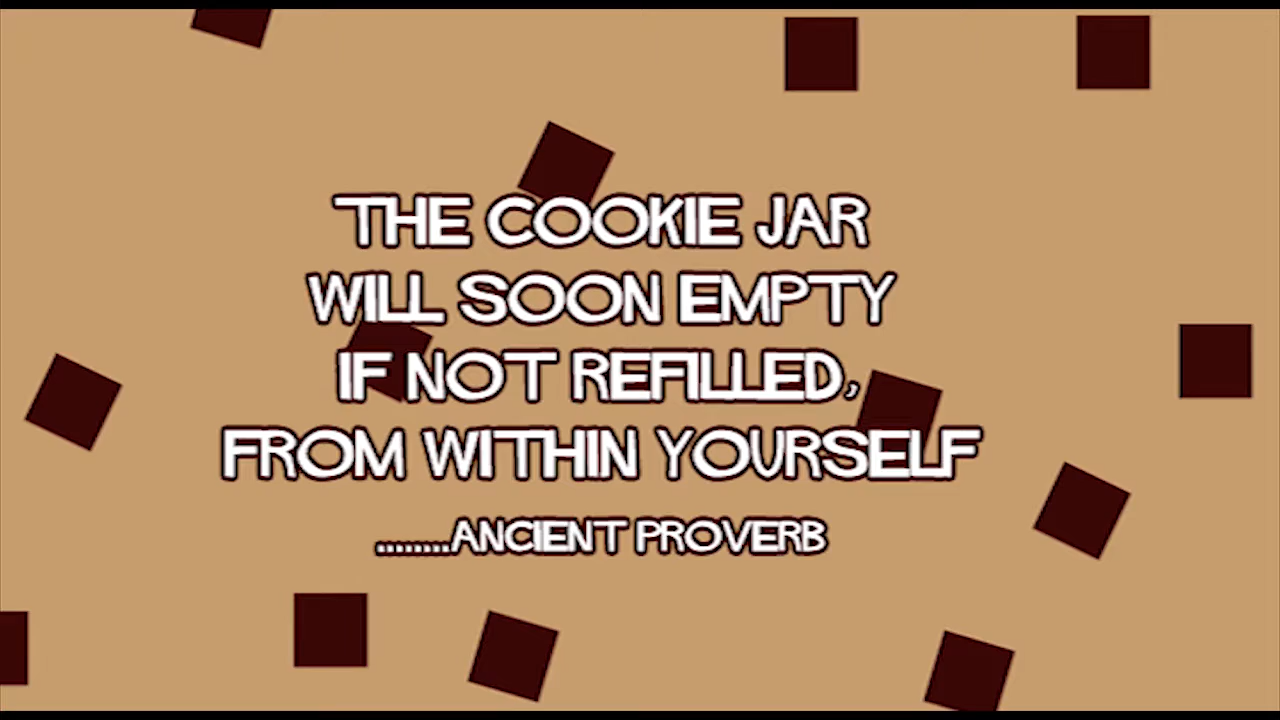 THE COOKIE JAR
WILL SOON EMPTY
IF NOT REFILLED,
FROM WITHIN YOURSELF
........ANCIENT PROVERB